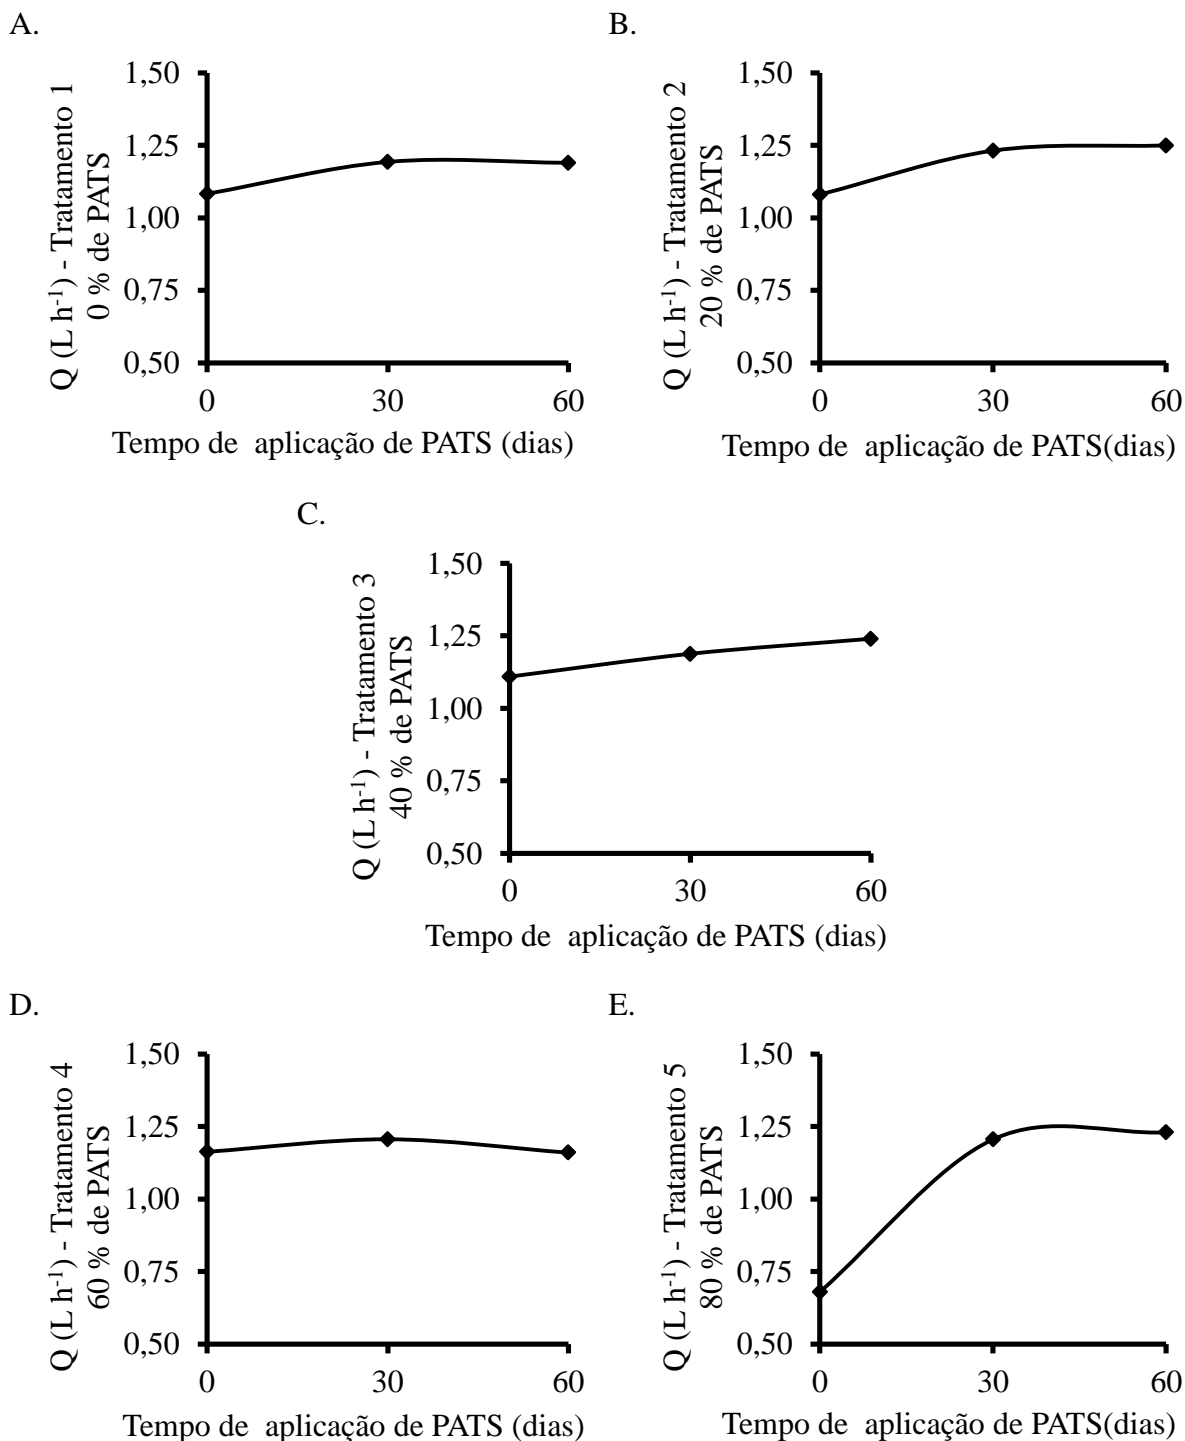 A.
Q (L h-1) - Tratamento 1
0 % de PATS
1,50
1,25
1,00
0,75
0,50
0 30 60
Tempo de aplicação de PATS (dias)
B.
Q (L h-1) - Tratamento 2
20 % de PATS
1,50
1,25
1,00
0,75
0,50
0 30 60
Tempo de aplicação de PATS(dias)
C.
Q (L h-1) - Tratamento 3
40 % de PATS
1,50
1,25
1,00
0,75
0,50
0 30 60
Tempo de aplicação de PATS (dias)
D.
Q (L h-1) - Tratamento 4
60 % de PATS
1,50
1,25
1,00
0,75
0,50
0 30 60
Tempo de aplicação de PATS (dias)
E.
Q (L h-1) - Tratamento 5
80 % de PATS
1,50
1,25
1,00
0,75
0,50
0 30 60
Tempo de aplicação de PATS(dias)